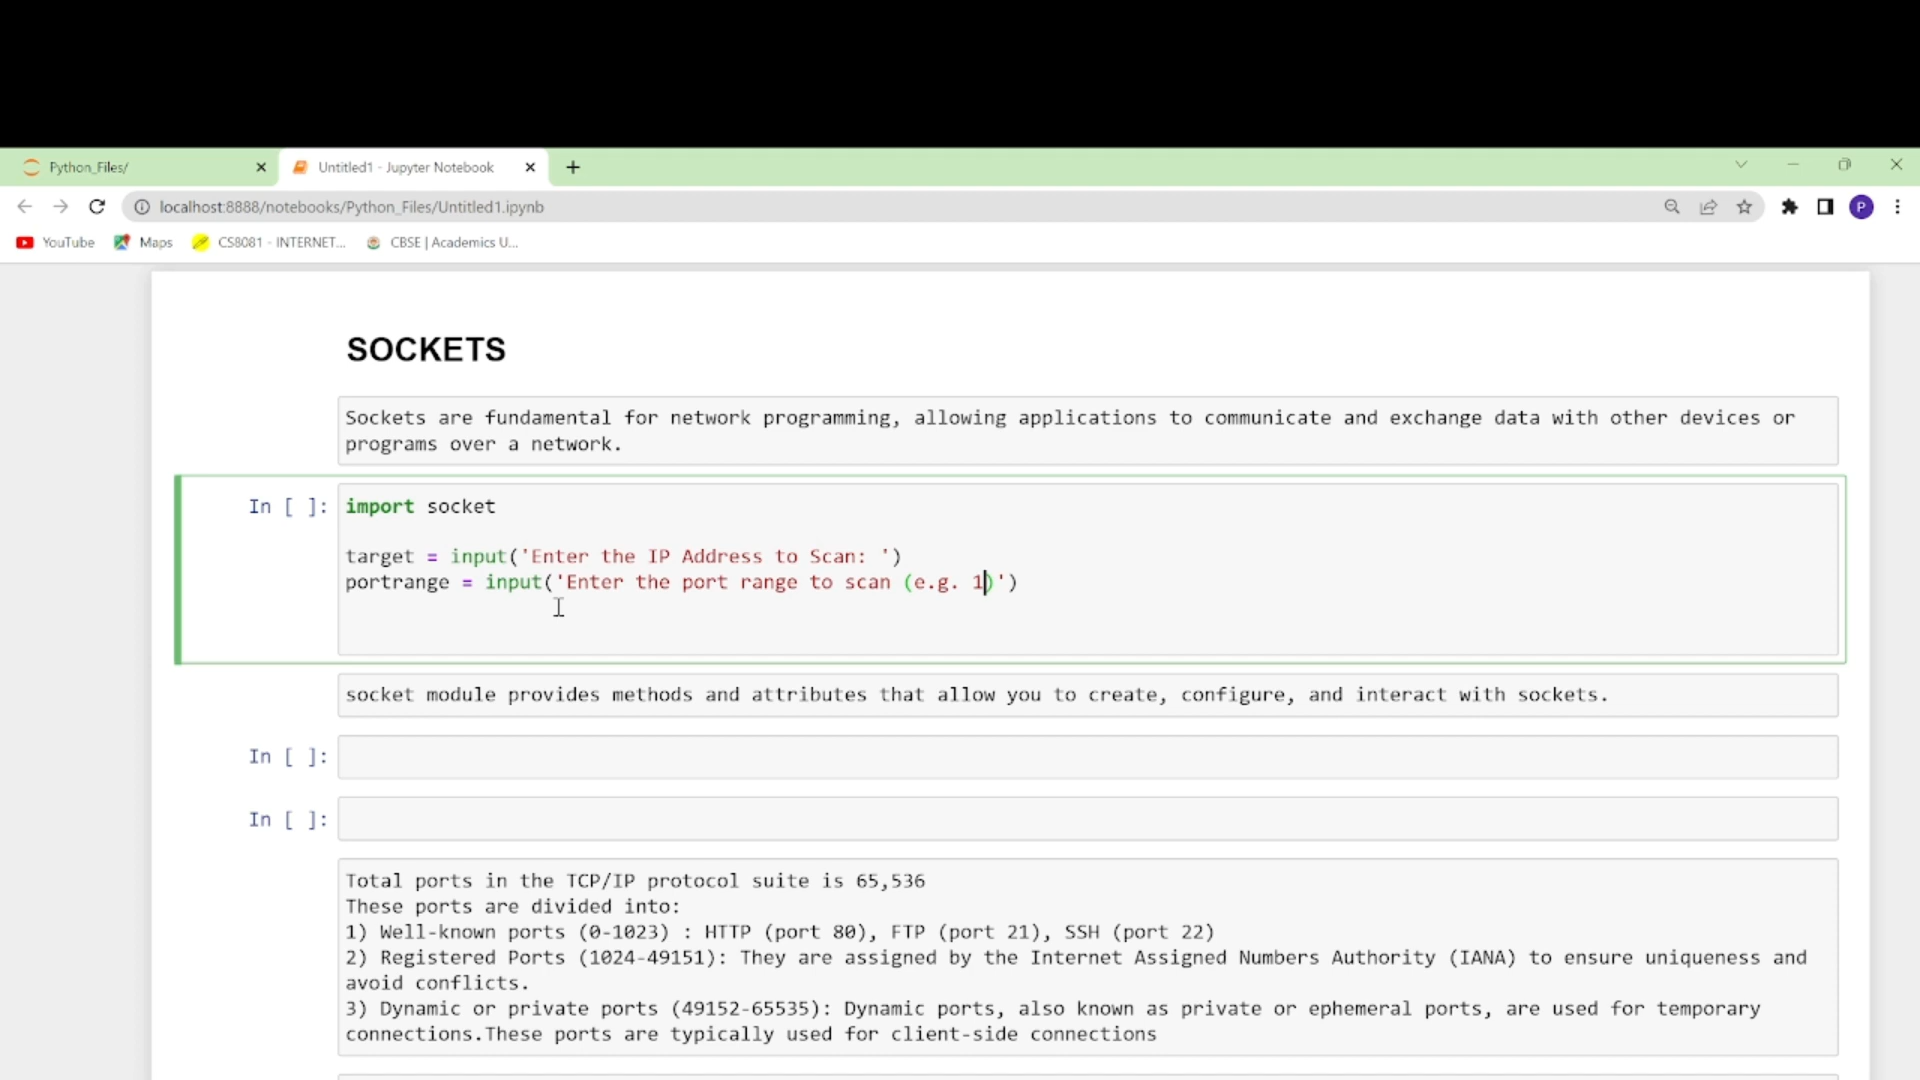 Python_Files/
Untitled1 - Jupyter Notebook
localhost:8888/notebooks/Python_Files/Untitled1.ipynb
P
YouTube
Maps
CS8081 - INTERNET...
CBSE | Academics U...
SOCKETS
Sockets are fundamental for network programming, allowing applications to communicate and exchange data with other devices or
programs over a network.
In [ ]: import socket
target = input('Enter the IP Address to Scan: ')
portrange = input('Enter the port range to scan (e.g. 1)')
socket module provides methods and attributes that allow you to create, configure, and interact with sockets.
In [ ]:
In [ ]:
Total ports in the TCP/IP protocol suite is 65,536
These ports are divided into:
1) Well-known ports (0-1023) : HTTP (port 80), FTP (port 21), SSH (port 22)
2) Registered Ports (1024-49151): They are assigned by the Internet Assigned Numbers Authority (IANA) to ensure uniqueness and
avoid conflicts.
3) Dynamic or private ports (49152-65535): Dynamic ports, also known as private or ephemeral ports, are used for temporary
connections.These ports are typically used for client-side connections